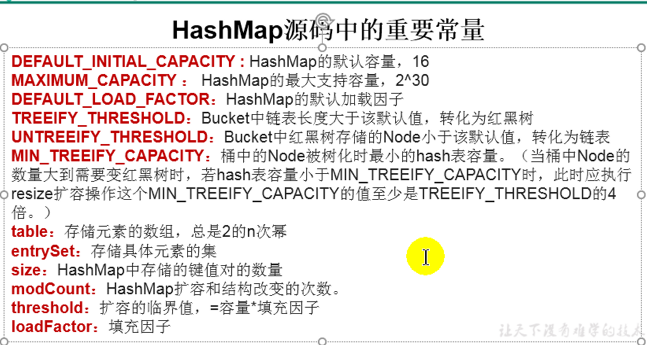 HashMap源码中的重要常量
DEFAULT_INITIAL_CAPACITY : HashMap的默认容量，16
MAXIMUM_CAPACITY ： HashMap的最大支持容量，2^30
DEFAULT_LOAD_FACTOR：HashMap的默认加载因子
TREEIFY_THRESHOLD：Bucket中链表长度大于该默认值，转化为红黑树
UNTREEIFY_THRESHOLD：Bucket中红黑树存储的Node小于该默认值，转化为链表
MIN_TREEIFY_CAPACITY：桶中的Node被树化时最小的hash表容量。（当桶中Node的
数量大到需要变红黑树时，若hash表容量小于MIN_TREEIFY_CAPACITY时，此时应执行
resize扩容操作这个MIN_TREEIFY_CAPACITY的值至少是TREEIFY_THRESHOLD的4
倍。）
table：存储元素的数组，总是2的n次幂
entrySet：存储具体元素的集
size：HashMap中存储的键值对的数量
modCount：HashMap扩容和结构改变的次数。
threshold：扩容的临界值，=容量*填充因子
loadFactor：填充因子
让天下没有难学的技术